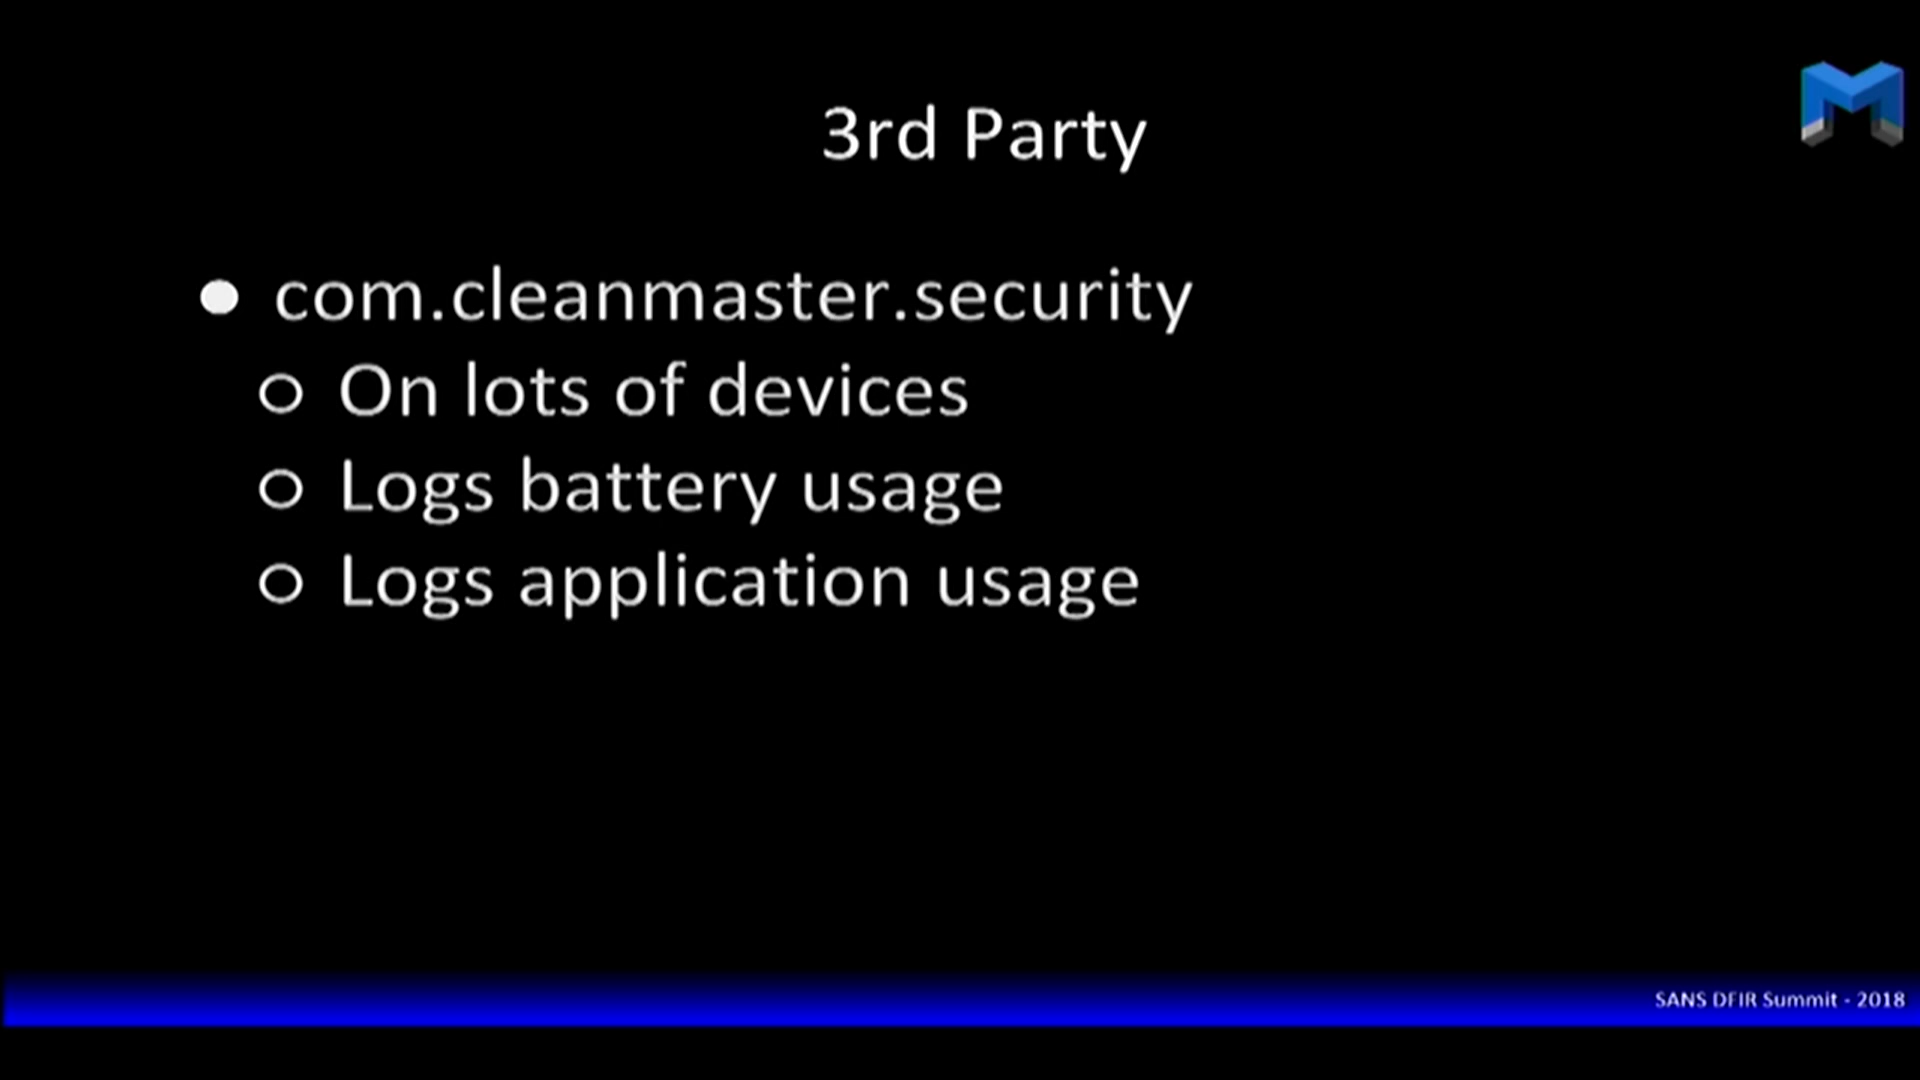 3rd Party
● com.cleanmaster.security
○ On lots of devices
○ Logs battery usage
○ Logs application usage
SANS DFIR Summit - 2018